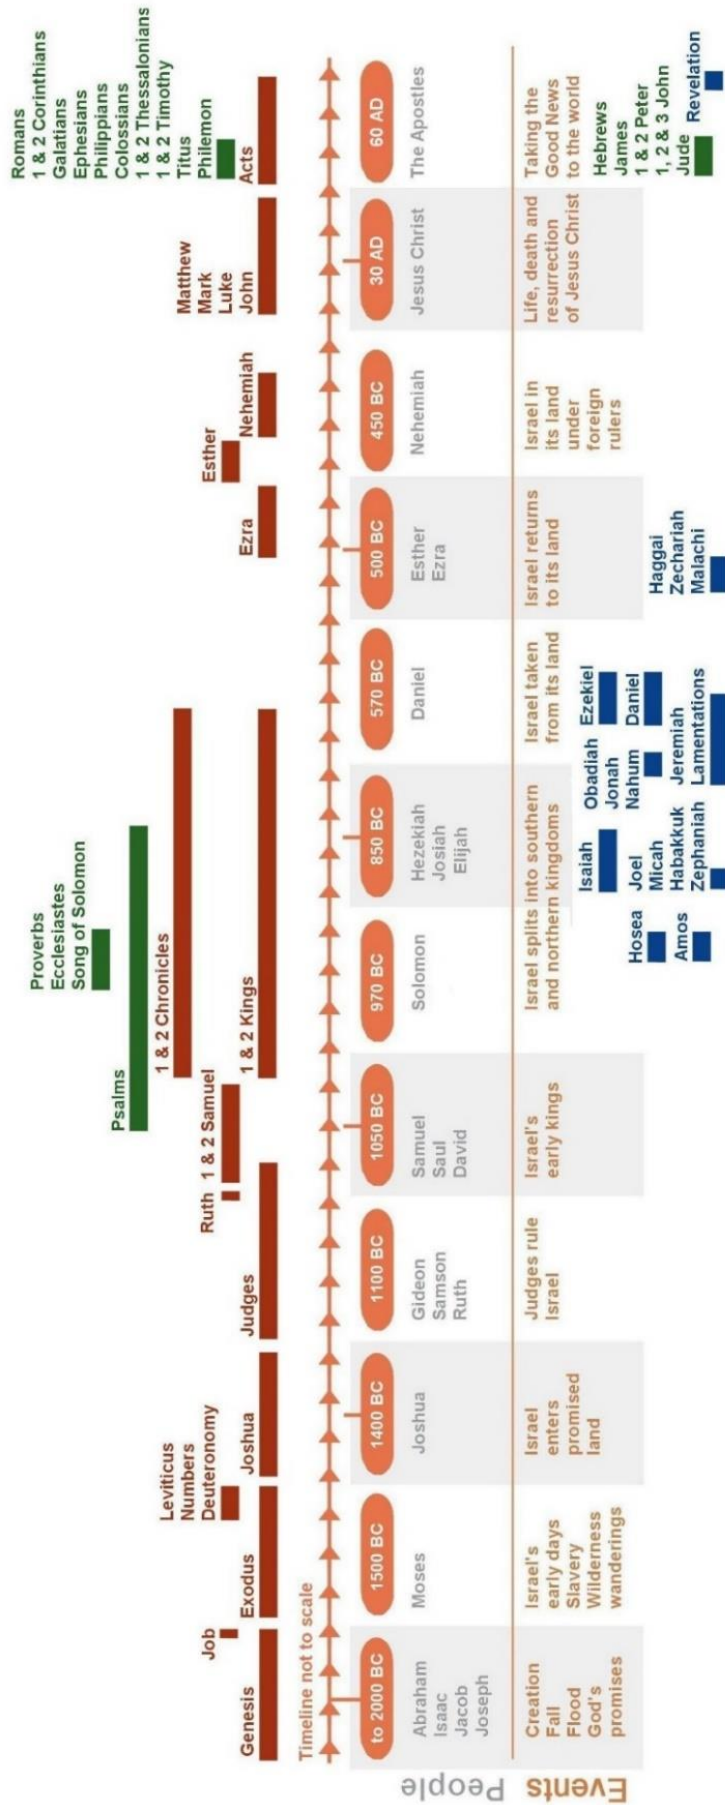 Genesis
Job
Exodus
Leviticus
Numbers
Deuteronomy
Joshua
Judges
Ruth
1 & 2 Samuel
Psalms
1 & 2 Kings
1 & 2 Chronicles
Proverbs
Ecclesiastes
Song of Solomon
Ezra
Esther
Nehemiah
Matthew
Mark
Luke
John
Acts
Romans
1 & 2 Corinthians
Galatians
Ephesians
Philippians
Colossians
1 & 2 Thessalonians
1 & 2 Timothy
Titus
Philemon
Timeline not to scale
to 2000 BC
1500 BC
1400 BC
1100 BC
1050 BC
970 BC
850 BC
570 BC
500 BC
450 BC
30 AD
60 AD
People
Abraham
Isaac
Jacob
Joseph
Moses
Joshua
Gideon
Samson
Ruth
Samuel
Saul
David
Solomon
Hezekiah
Josiah
Elijah
Daniel
Esther
Ezra
Nehemiah
Jesus Christ
The Apostles
Events
Creation
Fall
Flood
God's
promises
Israel's
early days
Slavery
Wilderness
wanderings
Israel
enters
promised
land
Judges rule
Israel
Israel's
early kings
Israel splits into southern
and northern kingdoms
Israel taken
from its land
Israel returns
to its land
Israel in
its land
under
foreign
rulers
Life, death and
resurrection
of Jesus Christ
Taking the
Good News
to the world
Hosea
Amos
Isaiah
Joel
Micah
Habakkuk
Zephaniah
Obadiah
Jonah
Nahum
Jeremiah
Lamentations
Ezekiel
Daniel
Haggai
Zechariah
Malachi
Hebrews
James
1 & 2 Peter
1, 2 & 3 John
Jude
Revelation